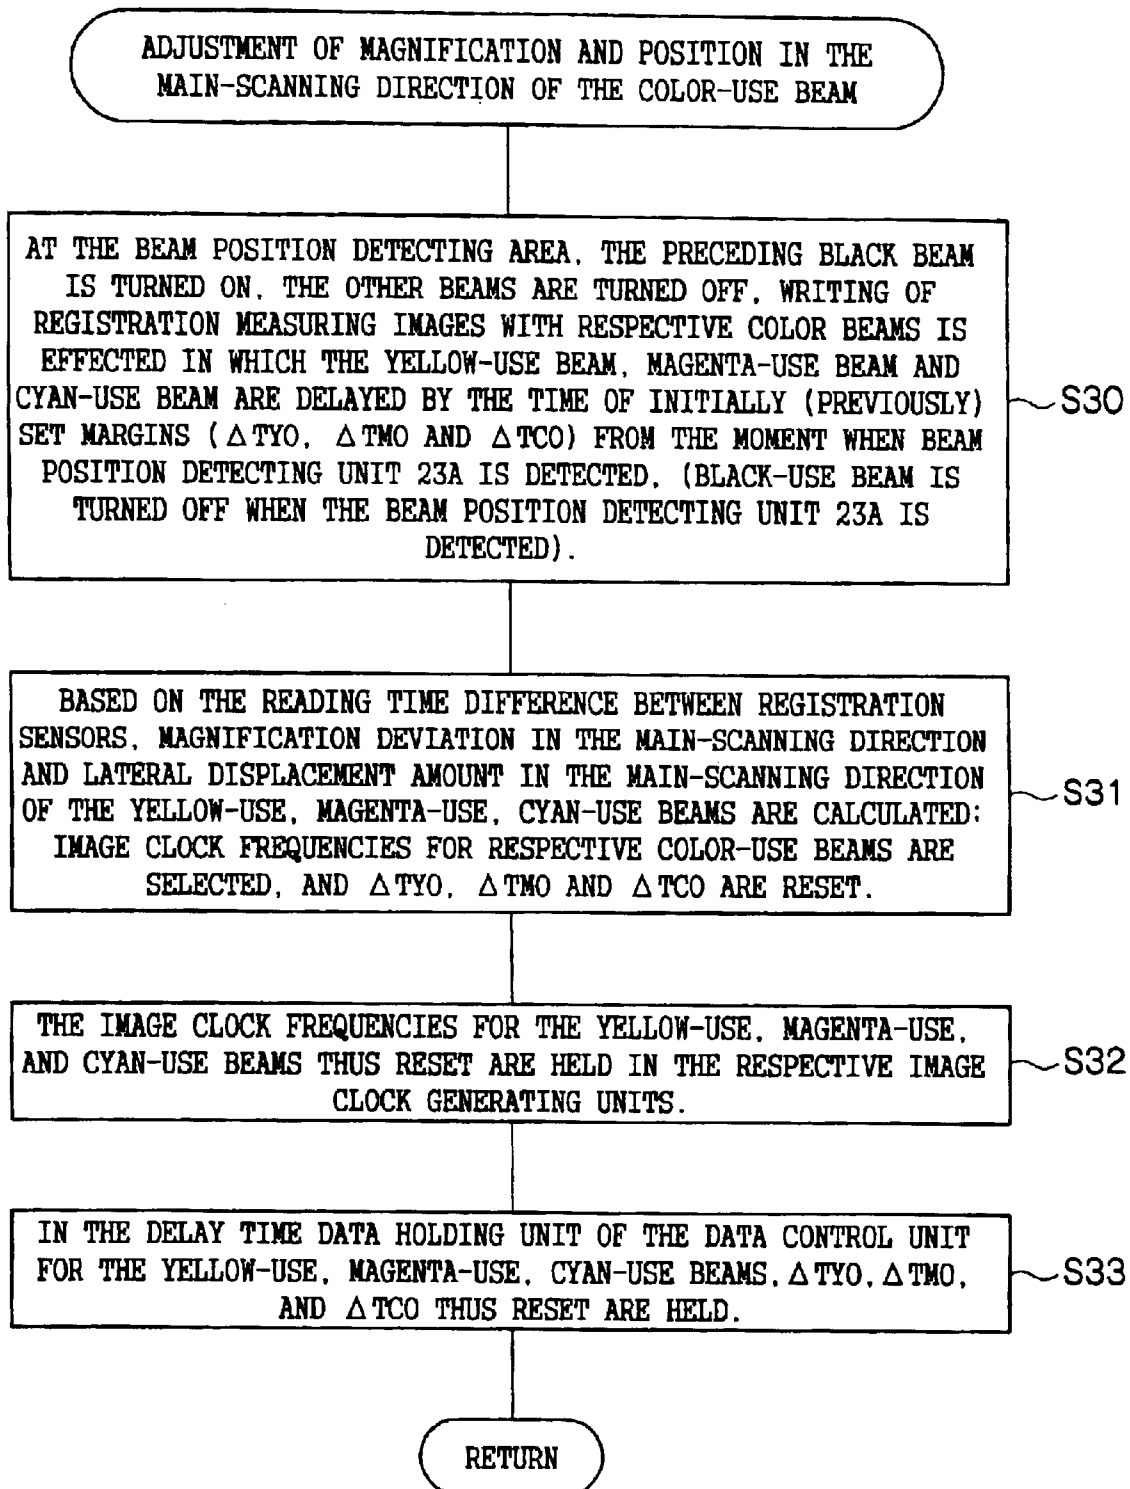 ADJUSTMENT OF MAGNIFICATION AND POSITION IN THE
MAIN-SCANNING DIRECTION OF THE COLOR-USE BEAM
AT THE BEAM POSITION DETECTING AREA, THE PRECEDING BLACK BEAM
IS TURNED ON, THE OTHER BEAMS ARE TURNED OFF, WRITING OF
REGISTRATION MEASURING IMAGES WITH RESPECTIVE COLOR BEAMS IS
EFFECTED IN WHICH THE YELLOW-USE BEAM, MAGENTA-USE BEAM AND
CYAN-USE BEAM ARE DELAYED BY THE TIME OF INITIALLY (PREVIOUSLY)
SET MARGINS (△TYO, △TMO AND △TCO) FROM THE MOMENT WHEN BEAM
POSITION DETECTING UNIT 23A IS DETECTED, (BLACK-USE BEAM IS
TURNED OFF WHEN THE BEAM POSITION DETECTING UNIT 23A IS
DETECTED).
S30
BASED ON THE READING TIME DIFFERENCE BETWEEN REGISTRATION
SENSORS, MAGNIFICATION DEVIATION IN THE MAIN-SCANNING DIRECTION
AND LATERAL DISPLACEMENT AMOUNT IN THE MAIN-SCANNING DIRECTION
OF THE YELLOW-USE, MAGENTA-USE, CYAN-USE BEAMS ARE CALCULATED:
IMAGE CLOCK FREQUENCIES FOR RESPECTIVE COLOR-USE BEAMS ARE
SELECTED, AND △TYO, △TMO AND △TCO ARE RESET.
S31
THE IMAGE CLOCK FREQUENCIES FOR THE YELLOW-USE, MAGENTA-USE,
AND CYAN-USE BEAMS THUS RESET ARE HELD IN THE RESPECTIVE IMAGE
CLOCK GENERATING UNITS.
S32
IN THE DELAY TIME DATA HOLDING UNIT OF THE DATA CONTROL UNIT
FOR THE YELLOW-USE, MAGENTA-USE, CYAN-USE BEAMS, △TYO, △TMO,
AND △TCO THUS RESET ARE HELD.
S33
RETURN